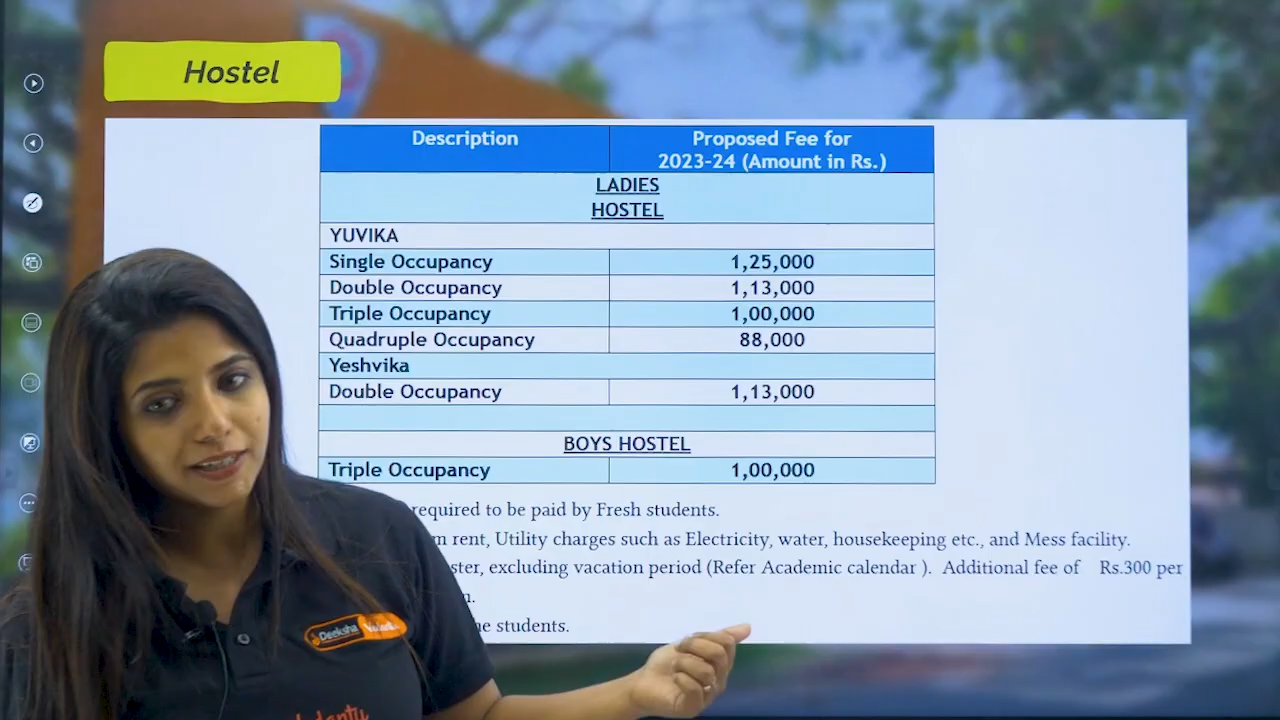 Hostel
Description Proposed Fee for
2023-24 (Amount in Rs.)
LADIES
HOSTEL
YUVIKA
Single Occupancy 1,25,000
Double Occupancy 1,13,000
Triple Occupancy 1,00,000
Quadruple Occupancy 88,000
Yeshvika
Double Occupancy 1,13,000
BOYS HOSTEL
Triple Occupancy 1,00,000
required to be paid by Fresh students.
rent, Utility charges such as Electricity, water, housekeeping etc., and Mess facility.
excluding vacation period (Refer Academic calendar ). Additional fee of Rs.300 per
students.
Deeksha